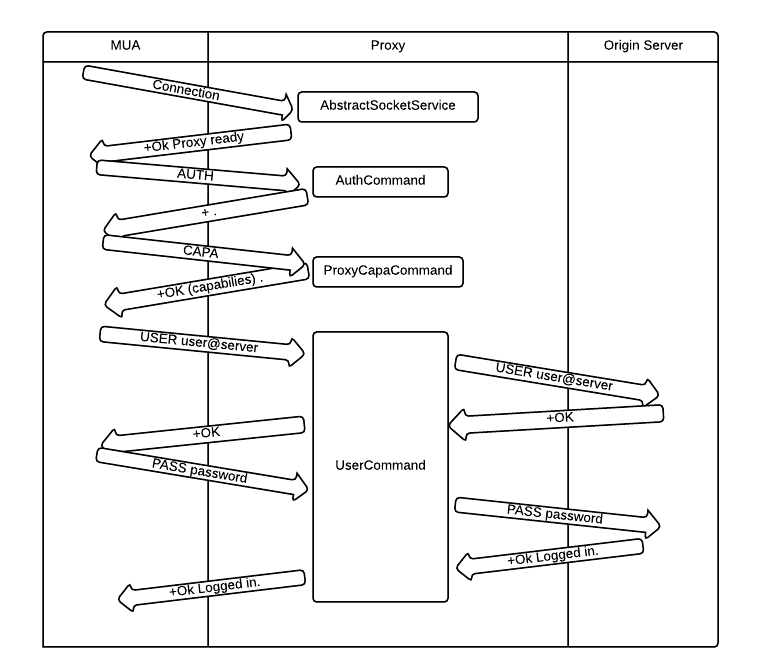 MUA
Proxy
Origin Server
Connection
AbstractSocketService
+Ok Proxy ready
AUTH
AuthCommand
+ .
CAPA
ProxyCapaCommand
+OK (capabilies) .
USER user@server
USER user@server
+OK
+OK
UserCommand
PASS password
PASS password
+Ok Logged in.
+Ok Logged in.